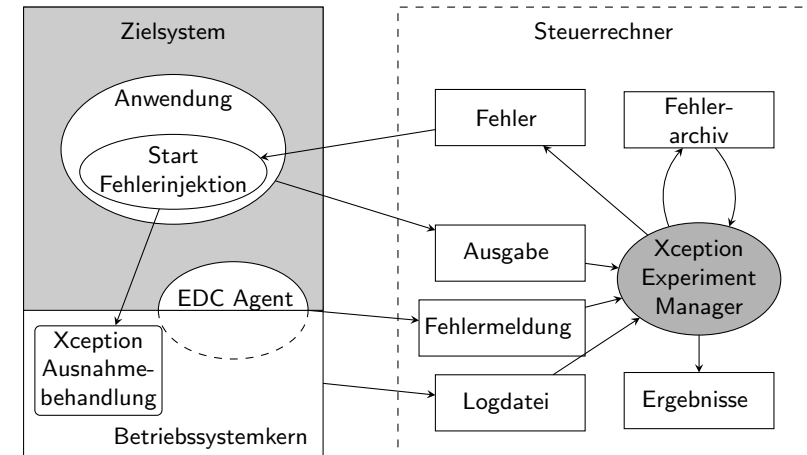 Zielsystem
Steuerrechner
Anwendung
Start
Fehlerinjektion
Fehler
Fehler-
archiv
Ausgabe
Xception
Experiment
Manager
EDC Agent
Fehlermeldung
Xception
Ausnahme-
behandlung
Logdatei
Ergebnisse
Betriebssystemkern